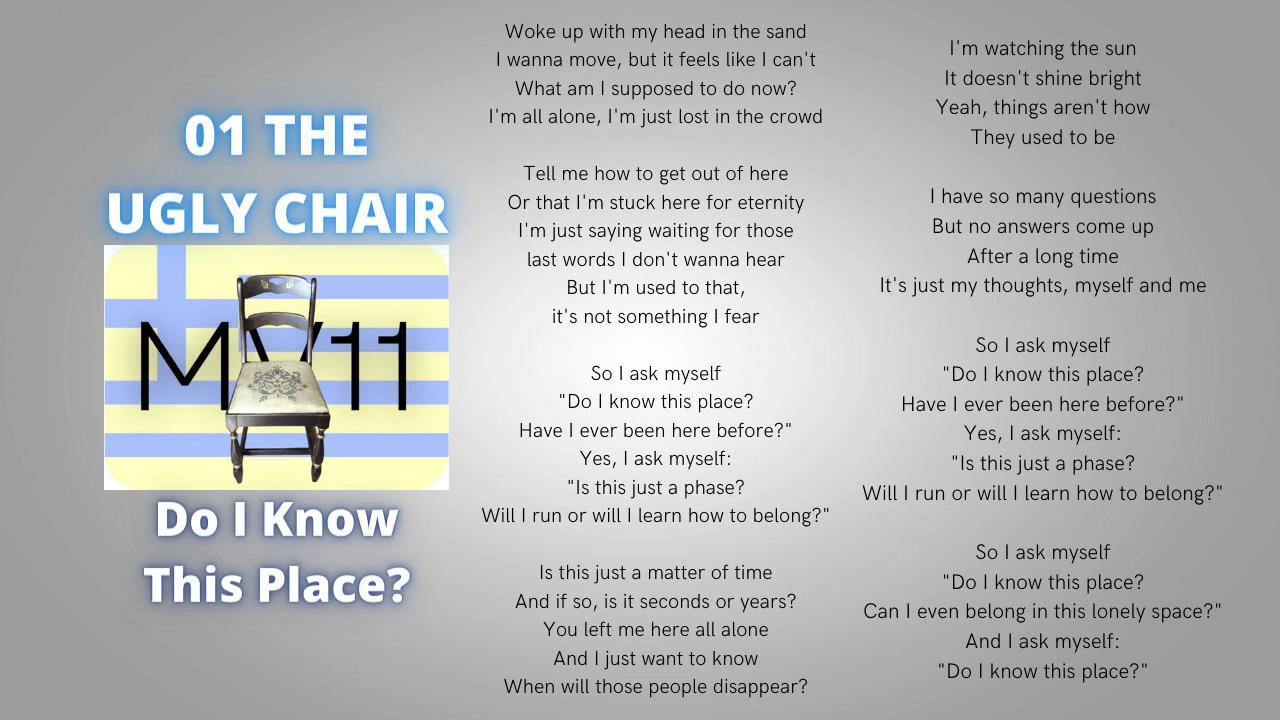 01 THE
UGLY CHAIR
MV11
Do I Know
This Place?
Woke up with my head in the sand
I wanna move, but it feels like I can't
What am I supposed to do now?
I'm all alone, I'm just lost in the crowd
Tell me how to get out of here
Or that I'm stuck here for eternity
I'm just saying waiting for those
last words I don't wanna hear
But I'm used to that,
it's not something I fear
So I ask myself
"Do I know this place?
Have I ever been here before?"
Yes, I ask myself:
"Is this just a phase?
Will I run or will I learn how to belong?"
Is this just a matter of time
And if so, is it seconds or years?
You left me here all alone
And I just want to know
When will those people disappear?
I'm watching the sun
It doesn't shine bright
Yeah, things aren't how
They used to be
I have so many questions
But no answers come up
After a long time
It's just my thoughts, myself and me
So I ask myself
"Do I know this place?
Have I ever been here before?"
Yes, I ask myself:
"Is this just a phase?
Will I run or will I learn how to belong?"
So I ask myself
"Do I know this place?
Can I even belong in this lonely space?"
And I ask myself:
"Do I know this place?"